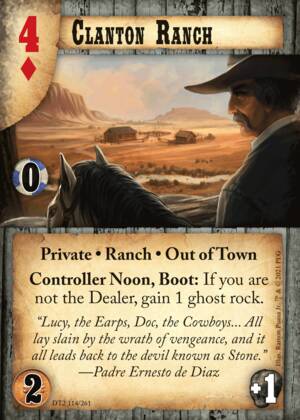 4
CLANTON RANCH
0
Private • Ranch • Out of Town
Controller Noon, Boot: If you are
not the Dealer, gain 1 ghost rock.
“Lucy, the Earps, Doc, the Cowboys... All
lay slain by the wrath of vengeance, and it
all leads back to the devil known as Stone.”
—Padre Ernesto de Diaz
2
DT2 114/261
+1